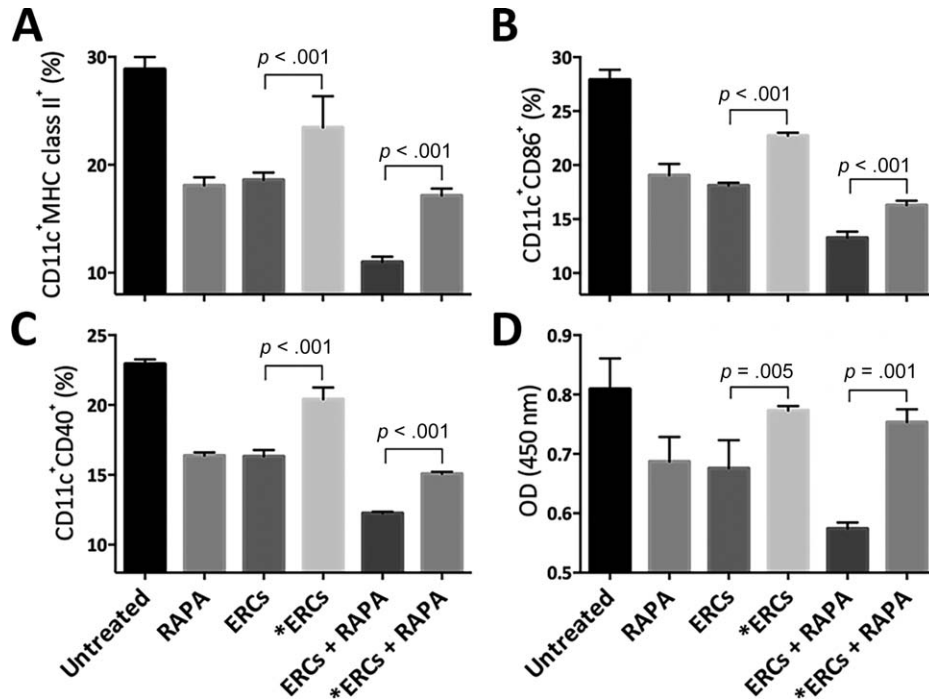 A
CD11c⁺MHC class II⁺ (%)
30
20
10
p < .001
p < .001
B
CD11c⁺CD86⁺ (%)
30
25
20
15
10
p < .001
p < .001
C
CD11c⁺CD40⁺ (%)
25
20
15
10
p < .001
p < .001
Untreated
RAPA
ERCs
*ERCs
ERCs + RAPA
*ERCs + RAPA
D
OD (450 nm)
0.9
0.8
0.7
0.6
0.5
p = .005
p = .001
Untreated
RAPA
ERCs
*ERCs
ERCs + RAPA
*ERCs + RAPA